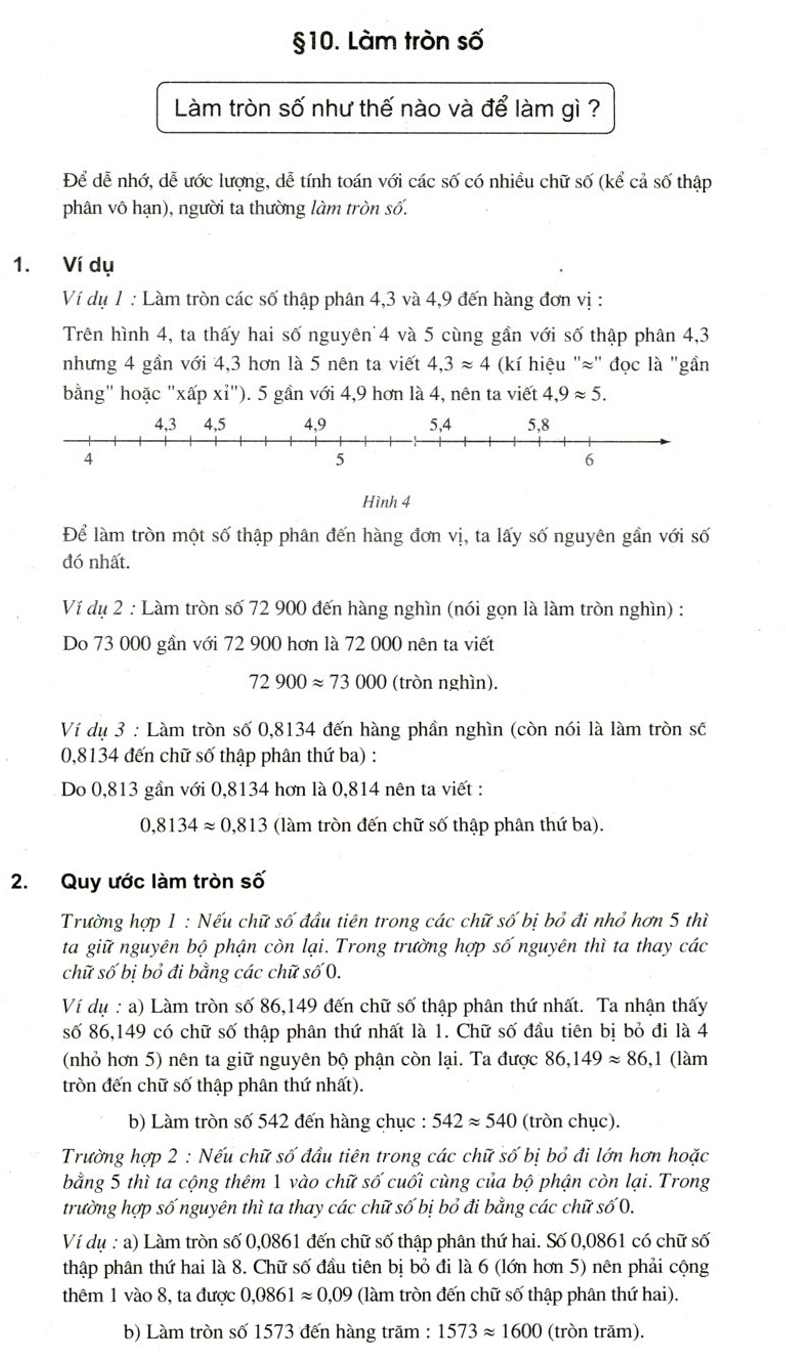 §10. Làm tròn số
Làm tròn số như thế nào và để làm gì ?
Để dễ nhớ, dễ ước lượng, dễ tính toán với các số có nhiều chữ số (kể cả số thập
phân vô hạn), người ta thường làm tròn số.
1. Ví dụ
Ví dụ 1 : Làm tròn các số thập phân 4,3 và 4,9 đến hàng đơn vị :
Trên hình 4, ta thấy hai số nguyên 4 và 5 cùng gần với số thập phân 4,3
nhưng 4 gần với 4,3 hơn là 5 nên ta viết 4,3 ≈ 4 (kí hiệu "≈" đọc là "gần
bằng" hoặc "xấp xỉ"). 5 gần với 4,9 hơn là 4, nên ta viết 4,9 ≈ 5.
4,3 4,5 4,9 5,4 5,8
4 5 6
Hình 4
Để làm tròn một số thập phân đến hàng đơn vị, ta lấy số nguyên gần với số
đó nhất.
Ví dụ 2 : Làm tròn số 72 900 đến hàng nghìn (nói gọn là làm tròn nghìn) :
Do 73 000 gần với 72 900 hơn là 72 000 nên ta viết
72 900 ≈ 73 000 (tròn nghìn).
Ví dụ 3 : Làm tròn số 0,8134 đến hàng phần nghìn (còn nói là làm tròn số
0,8134 đến chữ số thập phân thứ ba) :
Do 0,813 gần với 0,8134 hơn là 0,814 nên ta viết :
0,8134 ≈ 0,813 (làm tròn đến chữ số thập phân thứ ba).
2. Quy ước làm tròn số
Trường hợp 1 : Nếu chữ số đầu tiên trong các chữ số bị bỏ đi nhỏ hơn 5 thì
ta giữ nguyên bộ phận còn lại. Trong trường hợp số nguyên thì ta thay các
chữ số bị bỏ đi bằng các chữ số 0.
Ví dụ : a) Làm tròn số 86,149 đến chữ số thập phân thứ nhất. Ta nhận thấy
số 86,149 có chữ số thập phân thứ nhất là 1. Chữ số đầu tiên bị bỏ đi là 4
(nhỏ hơn 5) nên ta giữ nguyên bộ phận còn lại. Ta được 86,149 ≈ 86,1 (làm
tròn đến chữ số thập phân thứ nhất).
b) Làm tròn số 542 đến hàng chục : 542 ≈ 540 (tròn chục).
Trường hợp 2 : Nếu chữ số đầu tiên trong các chữ số bị bỏ đi lớn hơn hoặc
bằng 5 thì ta cộng thêm 1 vào chữ số cuối cùng của bộ phận còn lại. Trong
trường hợp số nguyên thì ta thay các chữ số bị bỏ đi bằng các chữ số 0.
Ví dụ : a) Làm tròn số 0,0861 đến chữ số thập phân thứ hai. Số 0,0861 có chữ số
thập phân thứ hai là 8. Chữ số đầu tiên bị bỏ đi là 6 (lớn hơn 5) nên phải cộng
thêm 1 vào 8, ta được 0,0861 ≈ 0,09 (làm tròn đến chữ số thập phân thứ hai).
b) Làm tròn số 1573 đến hàng trăm : 1573 ≈ 1600 (tròn trăm).